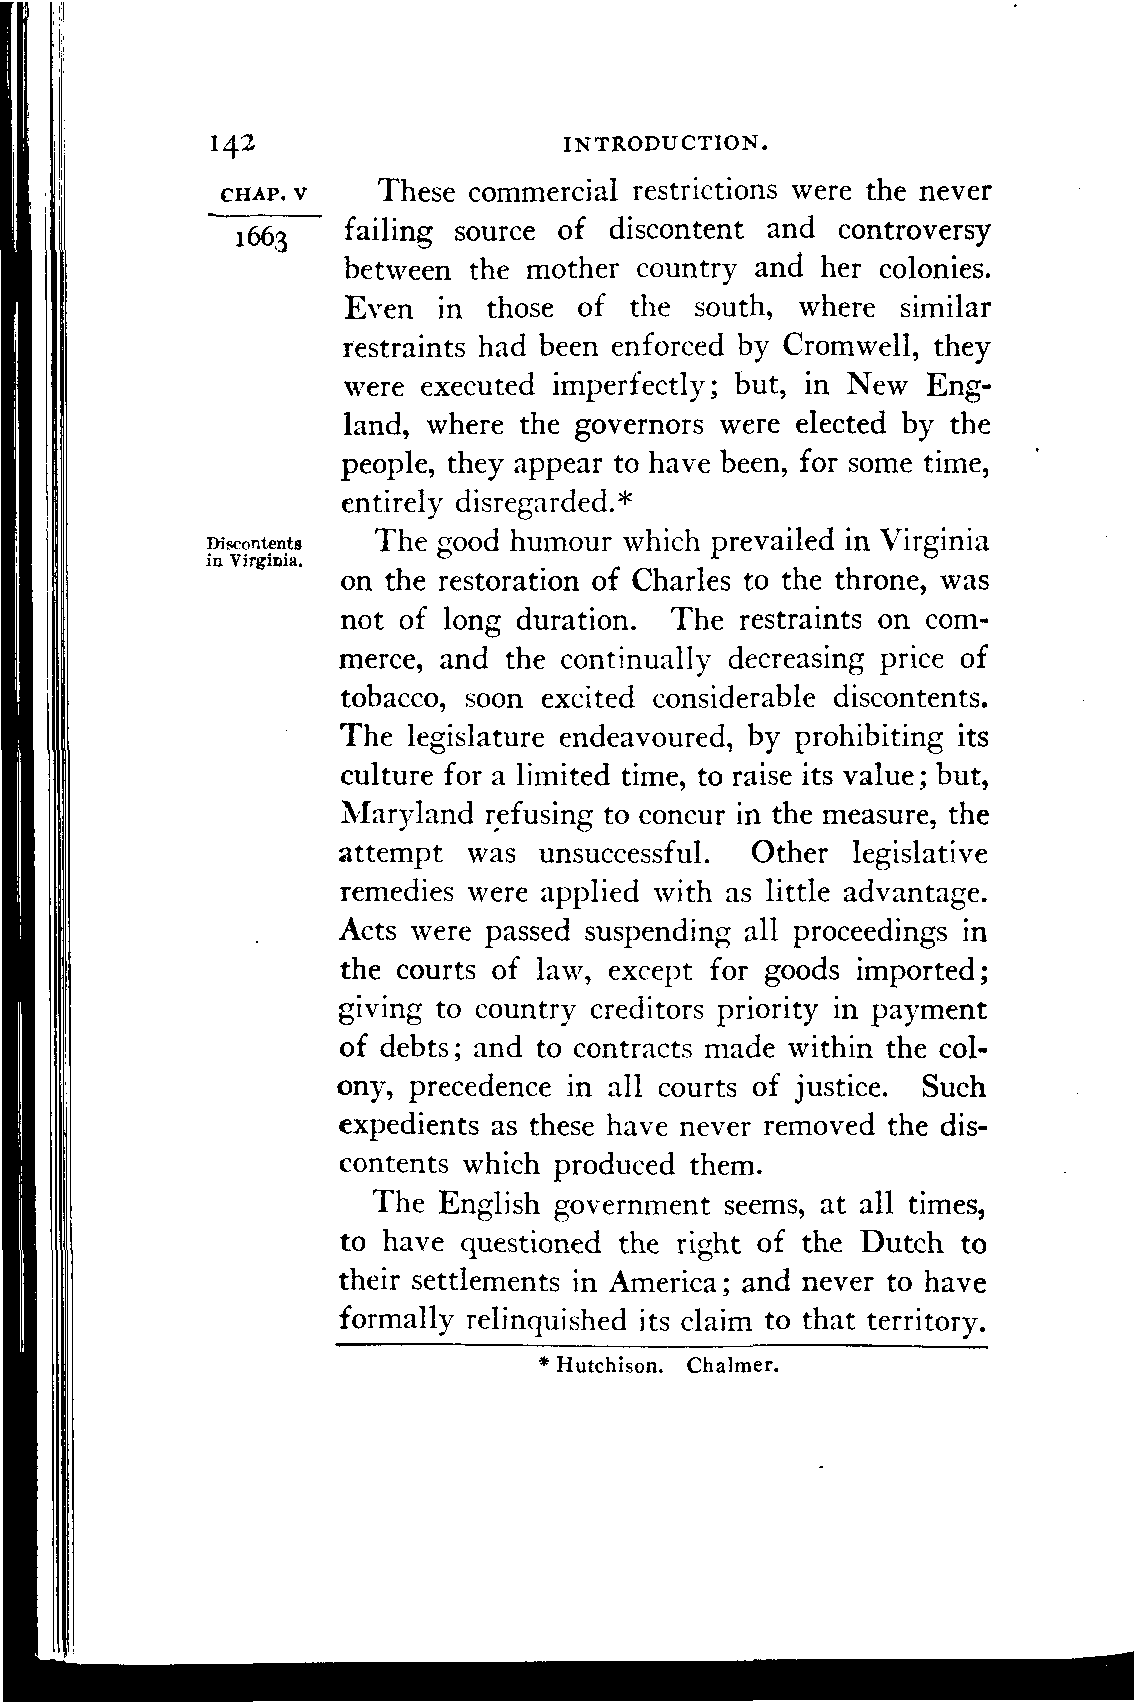 142 INTRODUCTION.
CHAP. V These commercial restrictions were the never
1663 failing source of discontent and controversy
between the mother country and her colonies.
Even in those of the south, where similar
restraints had been enforced by Cromwell, they
were executed imperfectly; but, in New Eng-
land, where the governors were elected by the
people, they appear to have been, for some time,
entirely disregarded.*
Discontents
in Virginia.
The good humour which prevailed in Virginia
on the restoration of Charles to the throne, was
not of long duration. The restraints on com-
merce, and the continually decreasing price of
tobacco, soon excited considerable discontents.
The legislature endeavoured, by prohibiting its
culture for a limited time, to raise its value; but,
Maryland refusing to concur in the measure, the
attempt was unsuccessful. Other legislative
remedies were applied with as little advantage.
Acts were passed suspending all proceedings in
the courts of law, except for goods imported;
giving to country creditors priority in payment
of debts; and to contracts made within the col-
ony, precedence in all courts of justice. Such
expedients as these have never removed the dis-
contents which produced them.
The English government seems, at all times,
to have questioned the right of the Dutch to
their settlements in America; and never to have
formally relinquished its claim to that territory.
* Hutchison. Chalmer.